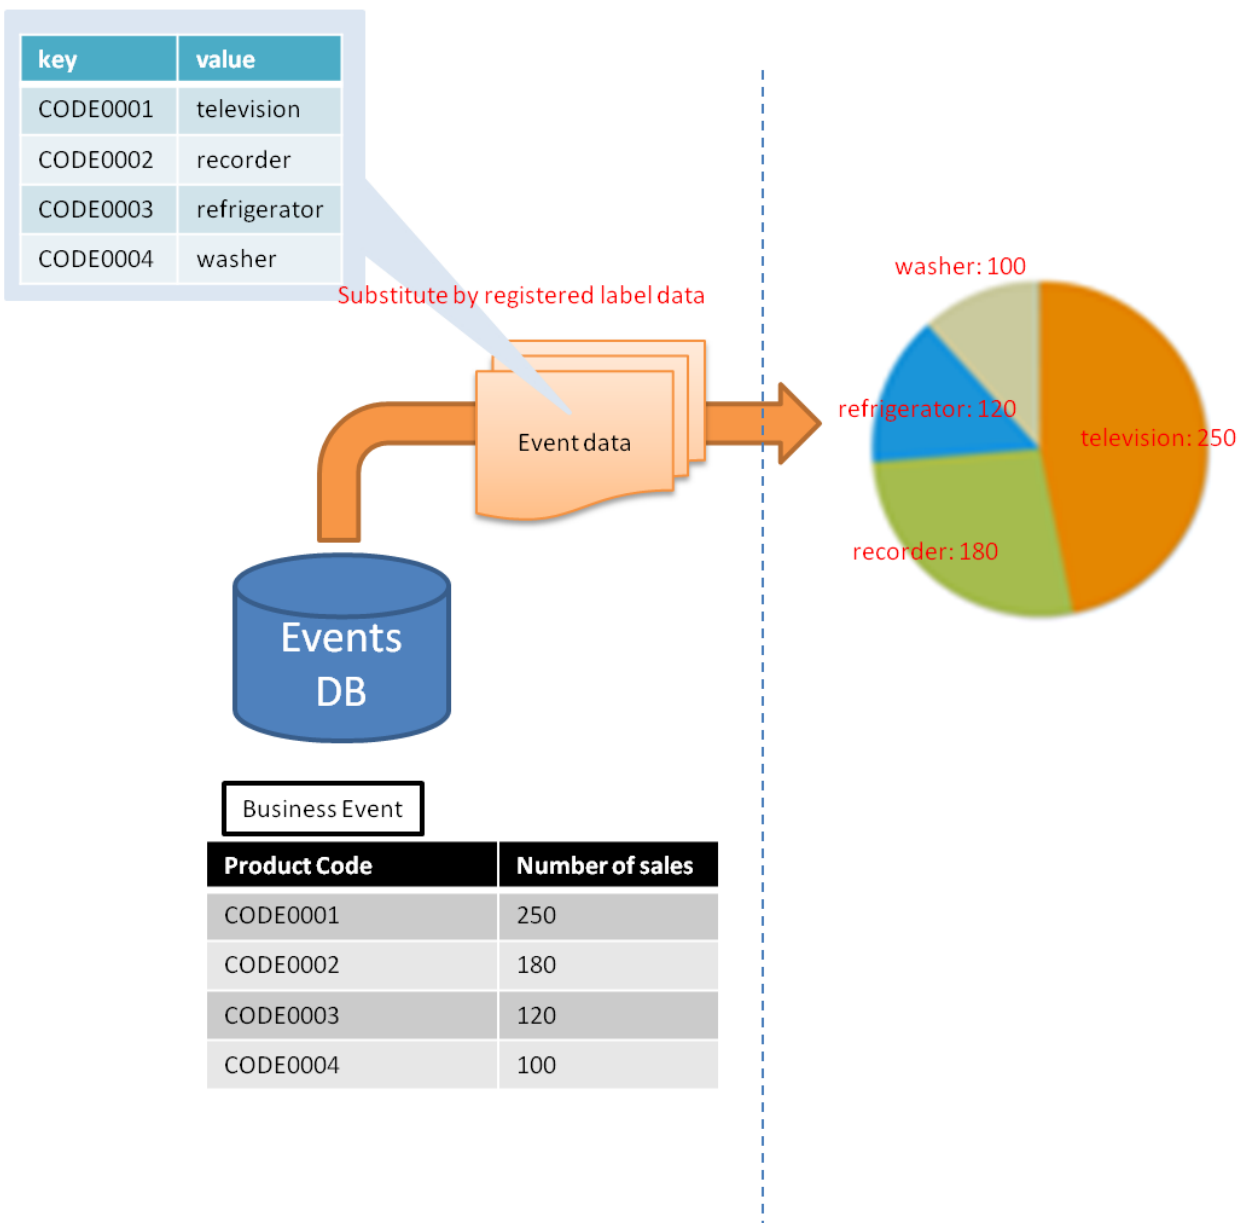 key value
CODE0001 television
CODE0002 recorder
CODE0003 refrigerator
CODE0004 washer
Substitute by registered label data
Event data
Events
DB
washer: 100
refrigerator: 120
television: 250
recorder: 180
Business Event
Product Code Number of sales
CODE0001 250
CODE0002 180
CODE0003 120
CODE0004 100